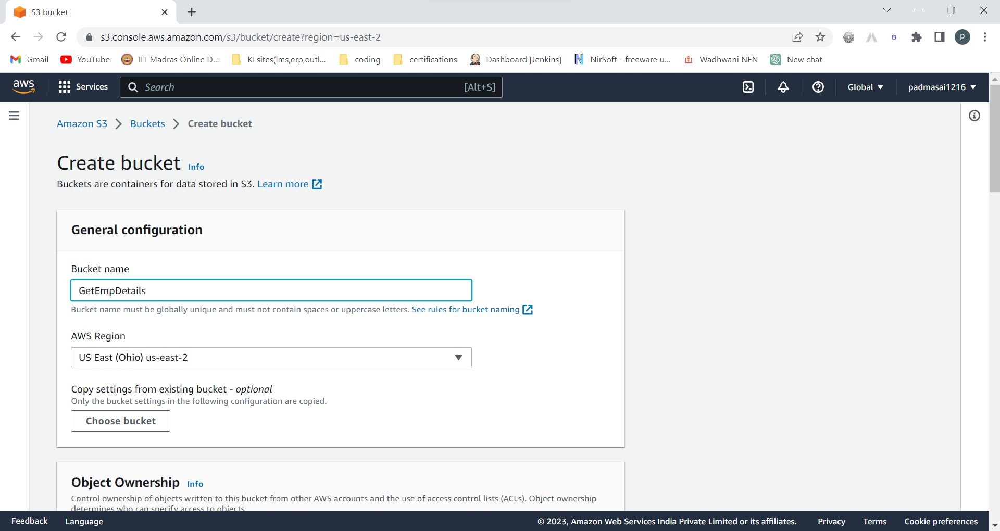 S3 bucket
s3.console.aws.amazon.com/s3/bucket/create?region=us-east-2
P
Gmail YouTube IIT Madras Online D... KLsites(lms,erp,outl... coding certifications Dashboard [Jenkins] NirSoft - freeware u... Wadhwani NEN New chat
aws Services Search [Alt+S] Global padmasai1216
Amazon S3 Buckets Create bucket
Create bucket Info
Buckets are containers for data stored in S3. Learn more
General configuration
Bucket name
GetEmpDetails
Bucket name must be globally unique and must not contain spaces or uppercase letters. See rules for bucket naming
AWS Region
US East (Ohio) us-east-2
Copy settings from existing bucket - optional
Only the bucket settings in the following configuration are copied.
Choose bucket
Object Ownership Info
Control ownership of objects written to this bucket from other AWS accounts and the use of access control lists (ACLs). Object ownership
determines who can specify access to objects.
Feedback Language © 2023, Amazon Web Services India Private Limited or its affiliates. Privacy Terms Cookie preferences